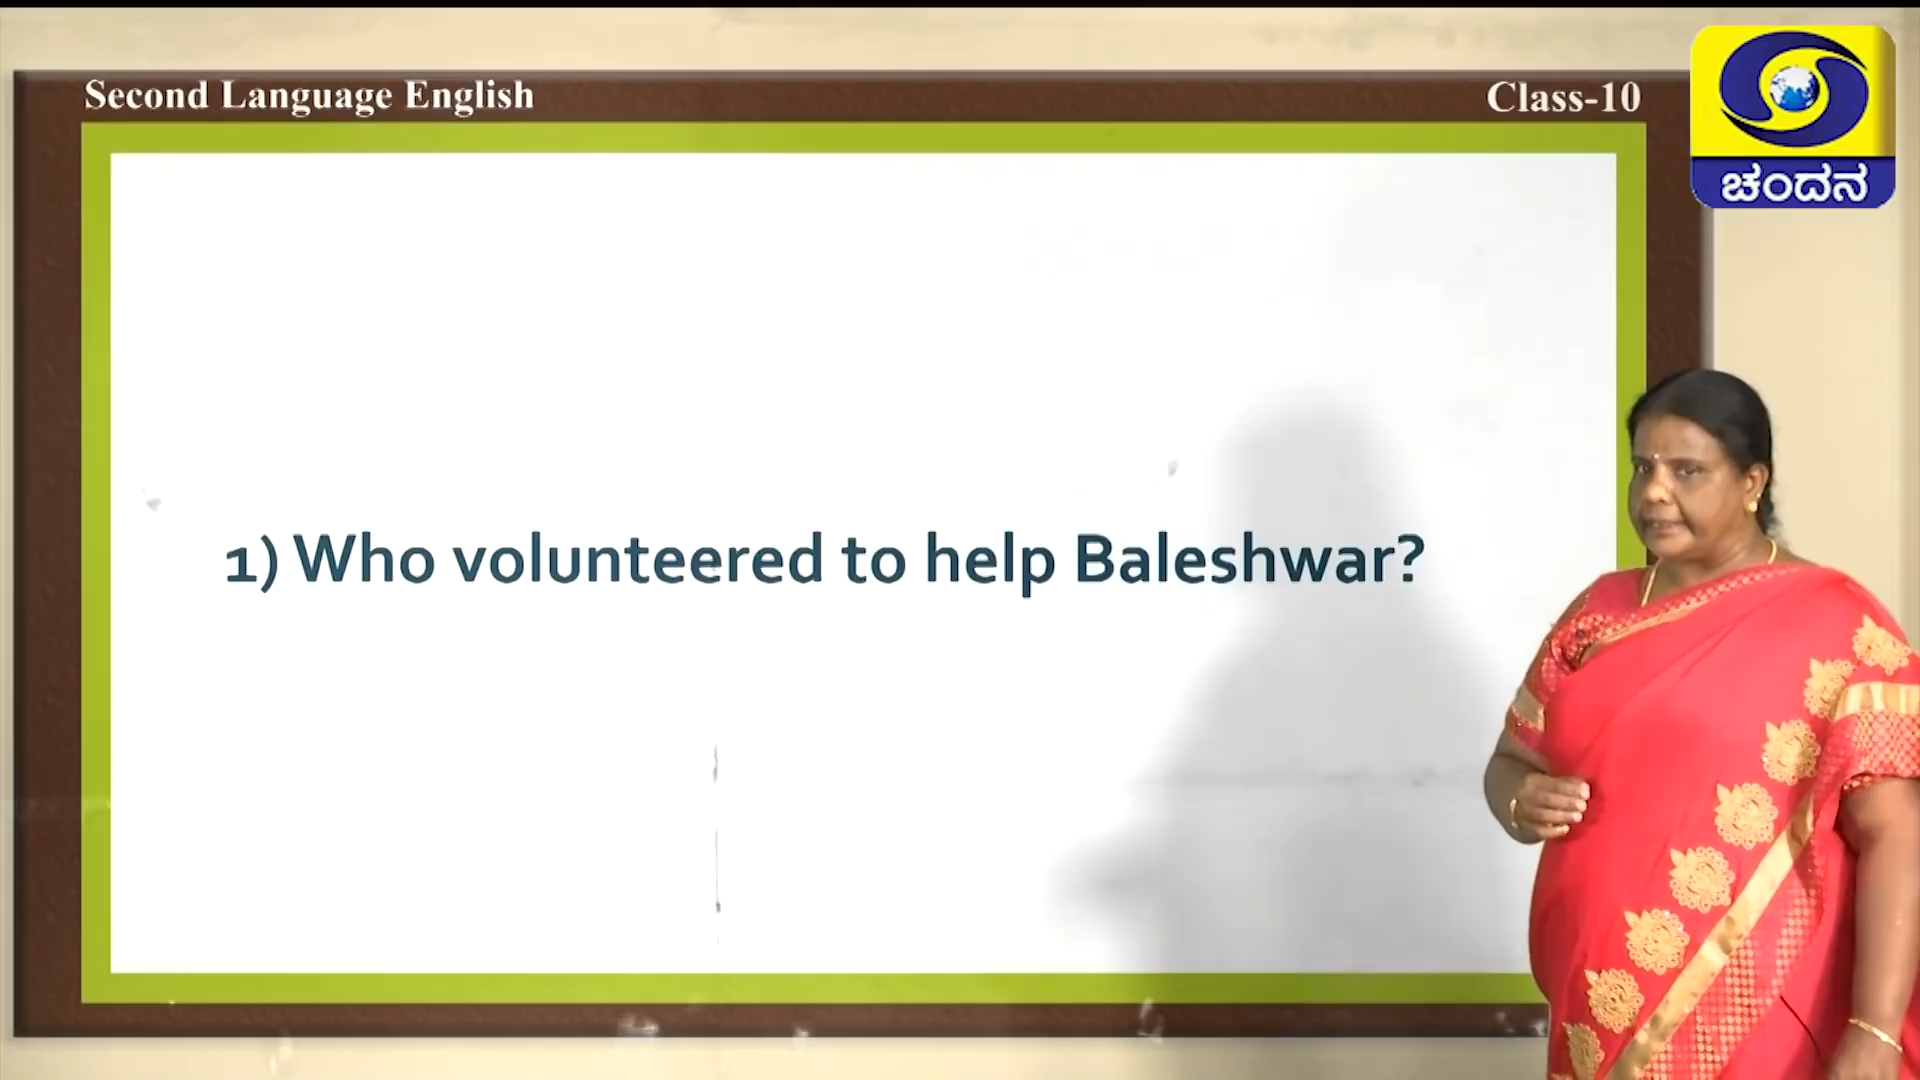 Second Language English
Class-10
ಚಂದನ
1) Who volunteered to help Baleshwar?